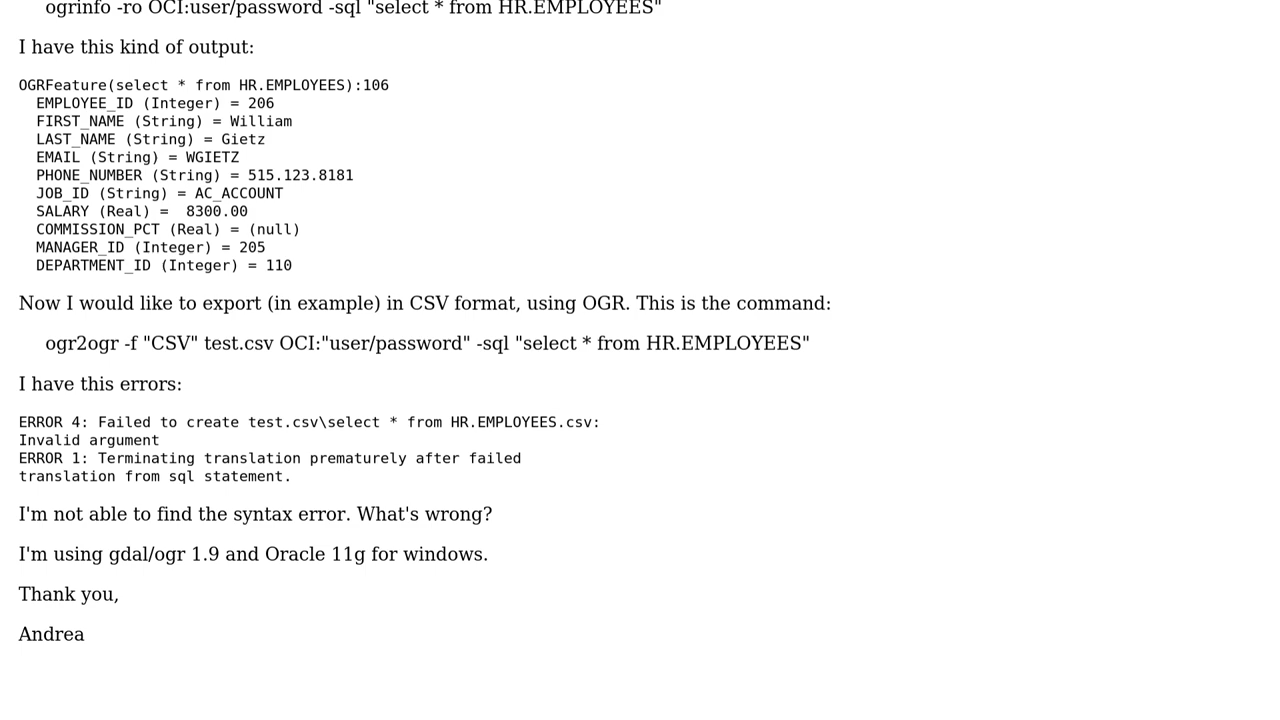 ogrinfo -ro OCI:user/password -sql "select * from HR.EMPLOYEES"
I have this kind of output:
OGRFeature(select * from HR.EMPLOYEES):106
EMPLOYEE_ID (Integer) = 206
FIRST_NAME (String) = William
LAST_NAME (String) = Gietz
EMAIL (String) = WGIETZ
PHONE_NUMBER (String) = 515.123.8181
JOB_ID (String) = AC_ACCOUNT
SALARY (Real) =  8300.00
COMMISSION_PCT (Real) = (null)
MANAGER_ID (Integer) = 205
DEPARTMENT_ID (Integer) = 110
Now I would like to export (in example) in CSV format, using OGR. This is the command:
ogr2ogr -f "CSV" test.csv OCI:"user/password" -sql "select * from HR.EMPLOYEES"
I have this errors:
ERROR 4: Failed to create test.csv\select * from HR.EMPLOYEES.csv:
Invalid argument
ERROR 1: Terminating translation prematurely after failed
translation from sql statement.
I'm not able to find the syntax error. What's wrong?
I'm using gdal/ogr 1.9 and Oracle 11g for windows.
Thank you,
Andrea